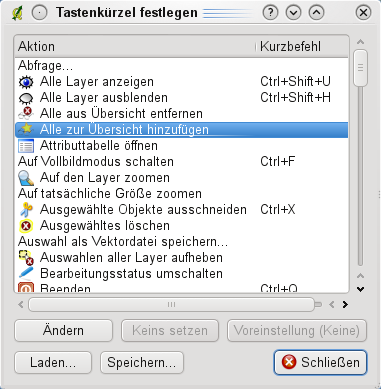 Tastenkürzel festlegen
Aktion Kurzbefehl
Abfrage...
Alle Layer anzeigen Ctrl+Shift+U
Alle Layer ausblenden Ctrl+Shift+H
Alle aus Übersicht entfernen
Alle zur Übersicht hinzufügen
Attributtabelle öffnen
Auf Vollbildmodus schalten Ctrl+F
Auf den Layer zoomen
Auf tatsächliche Größe zoomen
Ausgewählte Objekte ausschneiden Ctrl+X
Ausgewähltes löschen
Auswahl als Vektordatei speichern...
Auswahlen aller Layer aufheben
Bearbeitungsstatus umschalten
Beenden Ctrl+Q
Ändern Keins setzen Voreinstellung (Keine)
Laden... Speichern... Schließen